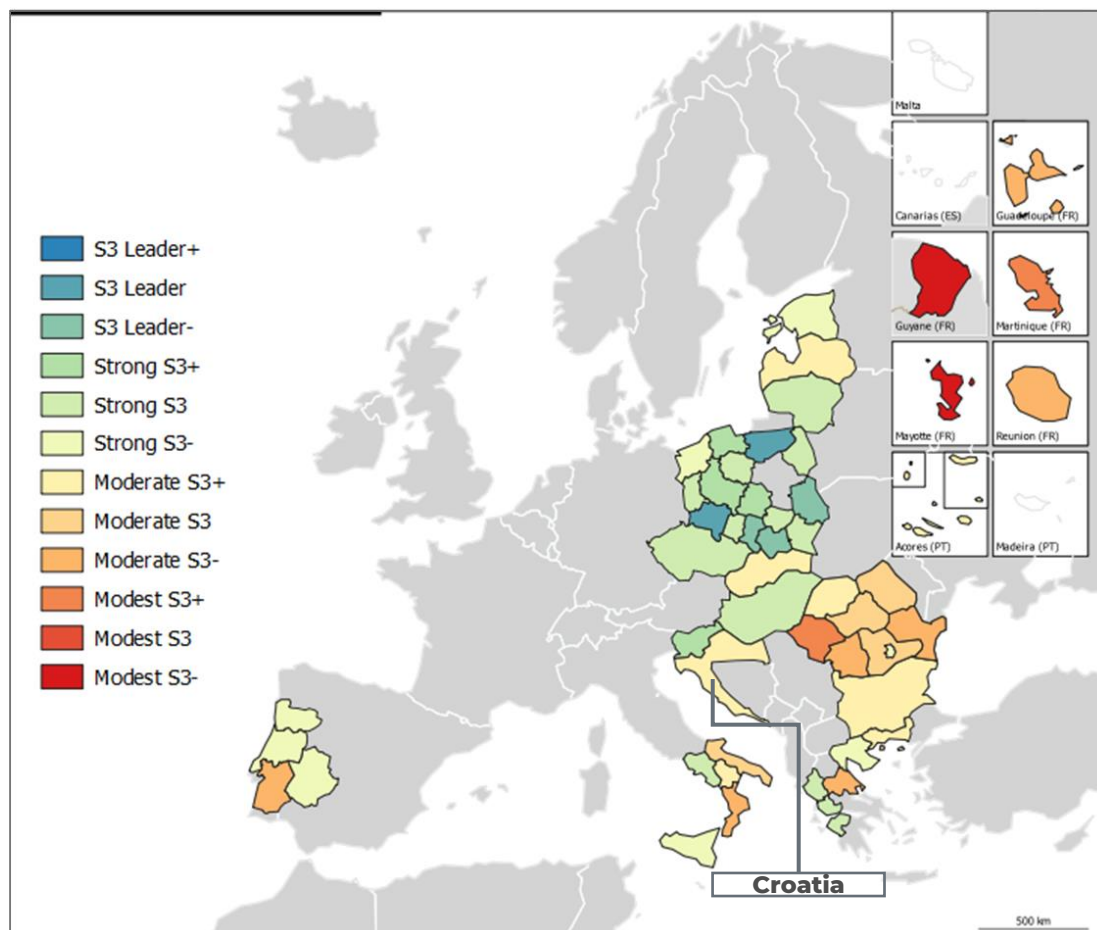 S3 Leader+
S3 Leader
S3 Leader-
Strong S3+
Strong S3
Strong S3-
Moderate S3+
Moderate S3
Moderate S3-
Modest S3+
Modest S3
Modest S3-
Malta
Canarias (ES)
Guadeloupe (FR)
Guyane (FR)
Martinique (FR)
Mayotte (FR)
Reunion (FR)
Acores (PT)
Madeira (PT)
Croatia
500 km